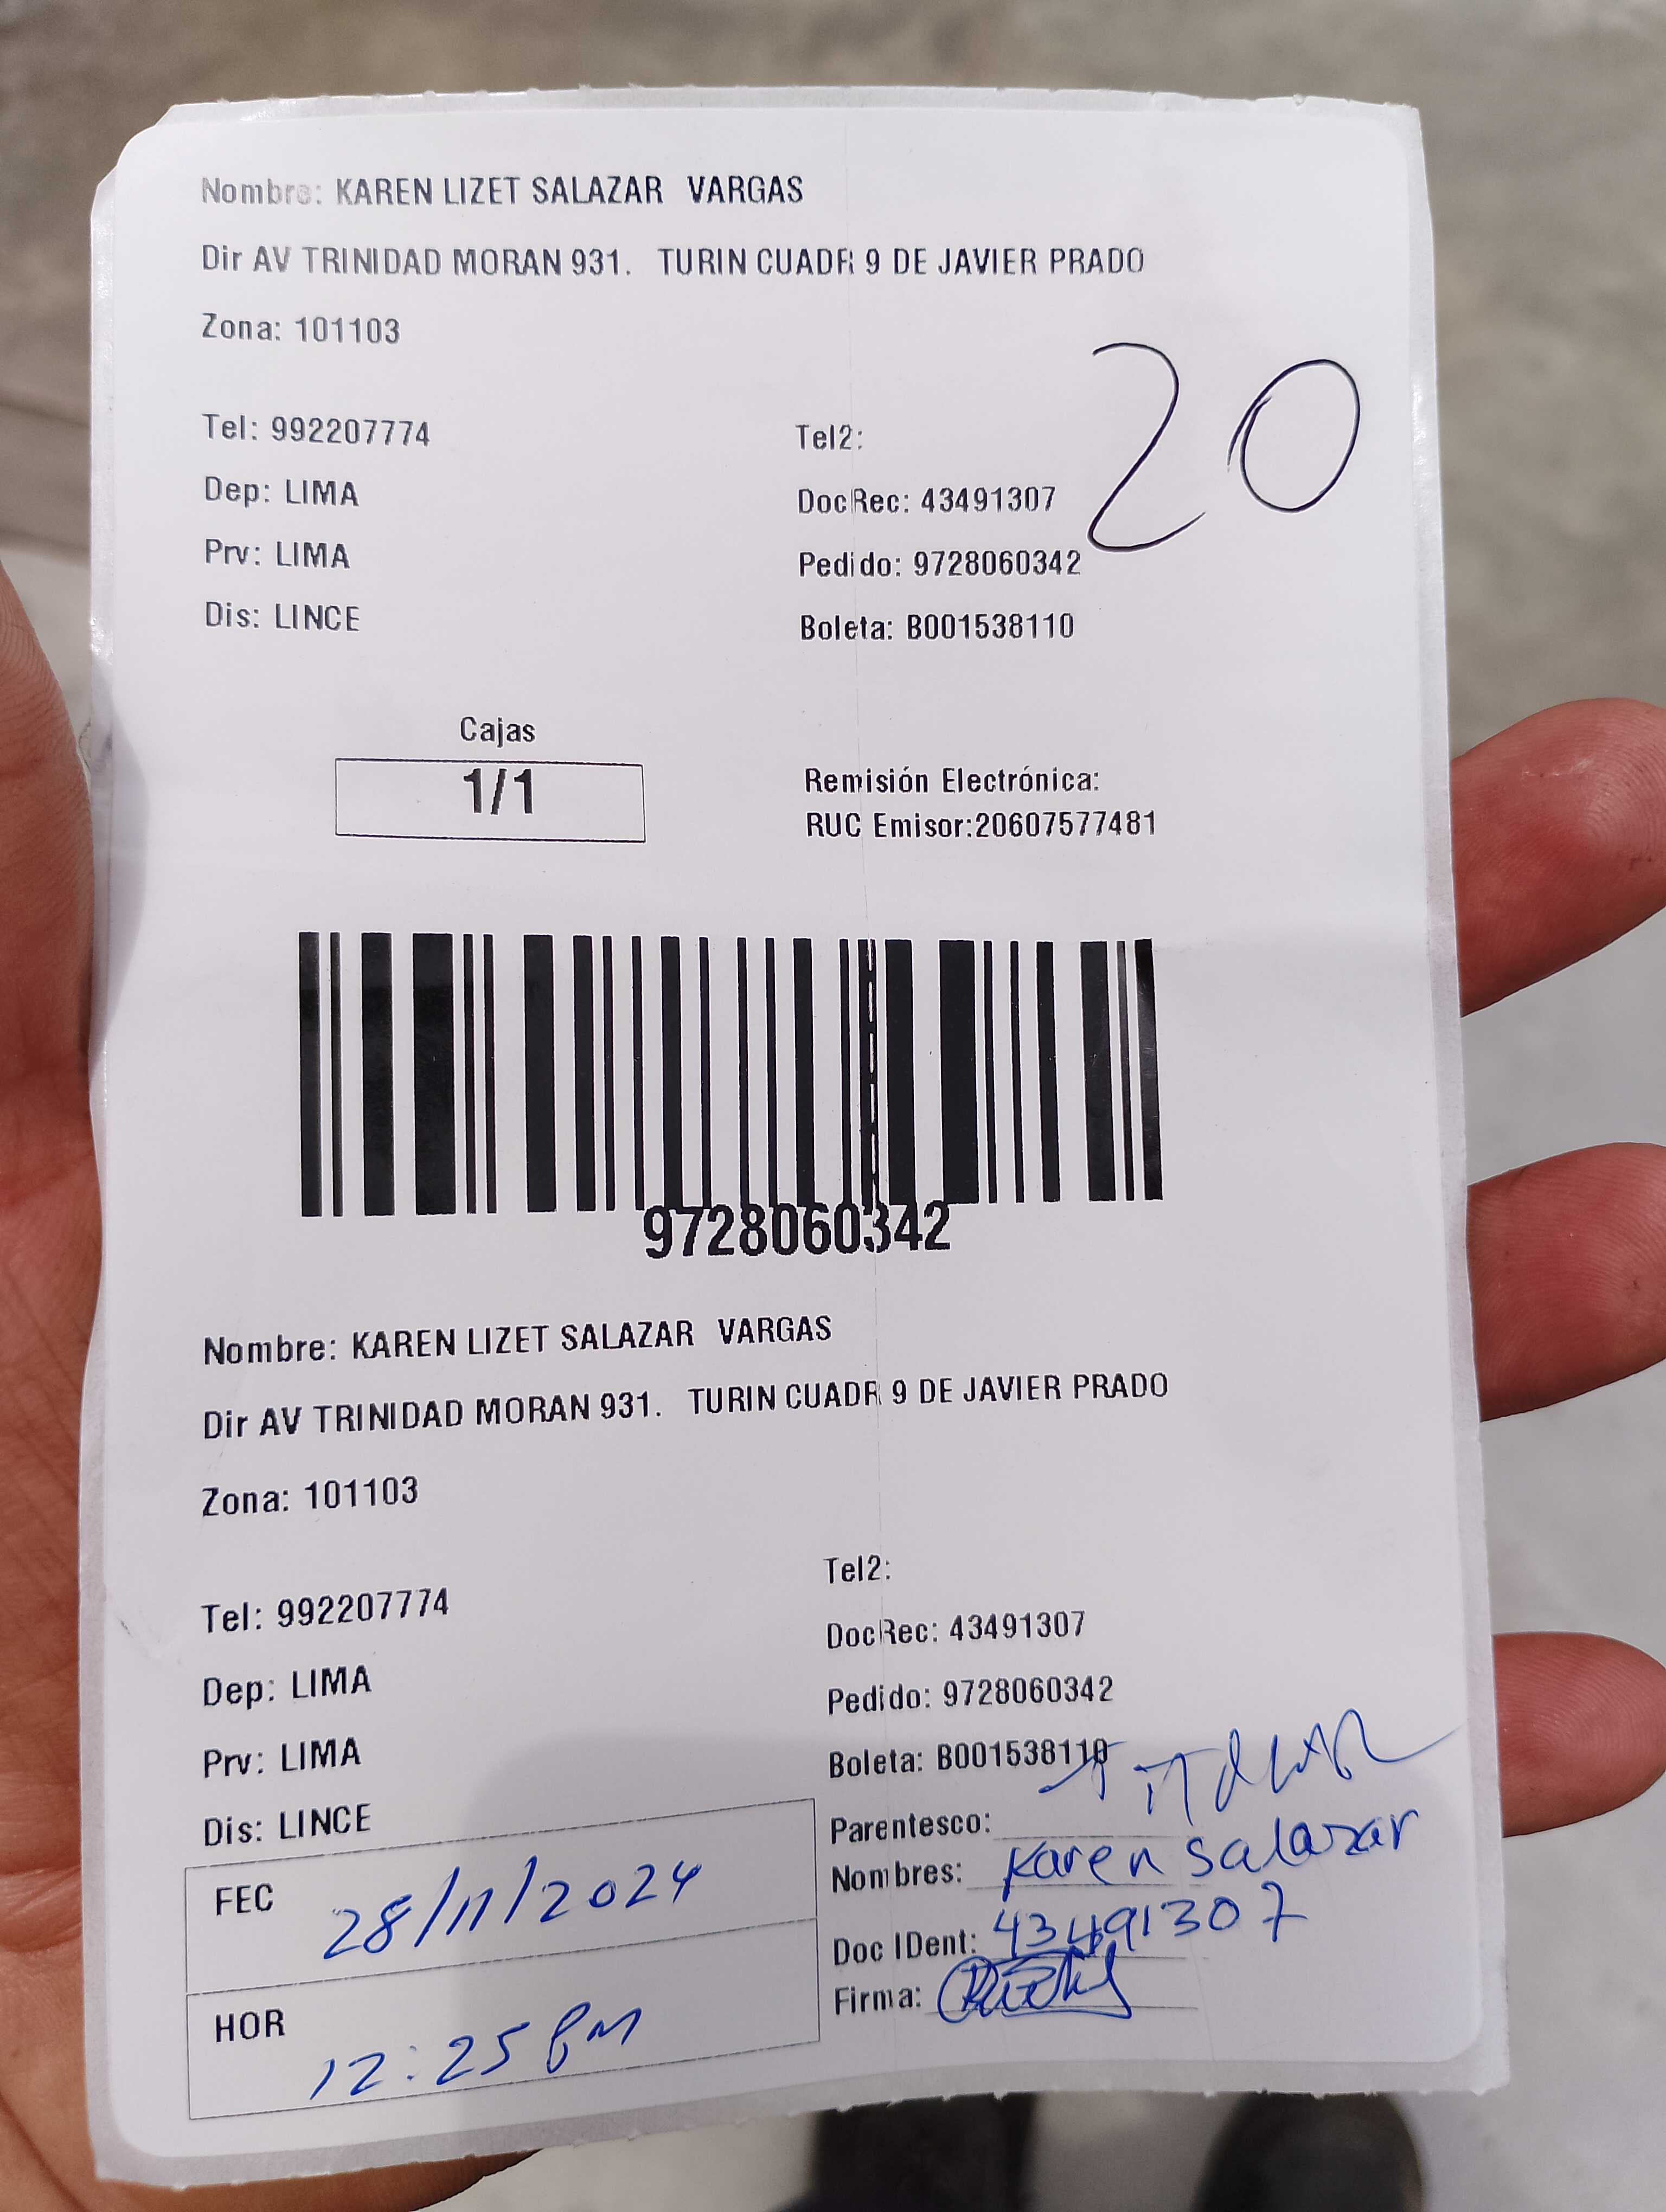 Nombre: KAREN LIZET SALAZAR VARGAS
Dir AV TRINIDAD MORAN 931. TURIN CUADR 9 DE JAVIER PRADO
Zona: 101103
20
Tel: 992207774
Tel2:
Dep: LIMA
DocRec: 43491307
Prv: LIMA
Pedido: 9728060342
Dis: LINCE
Boleta: B001538110
Cajas
1/1
Remisión Electrónica:
RUC Emisor:20607577481
9728060342
Nombre: KAREN LIZET SALAZAR VARGAS
Dir AV TRINIDAD MORAN 931. TURIN CUADR 9 DE JAVIER PRADO
Zona: 101103
Tel2:
Tel: 992207774
DocRec: 43491307
Dep: LIMA
Pedido: 9728060342
Prv: LIMA
Boleta: B001538110
Dis: LINCE
Parentesco:
Nombres: Karen Salazar
FEC 28/11/2024
Doc IDent: 43491307
Firma:
HOR 12:25 PM